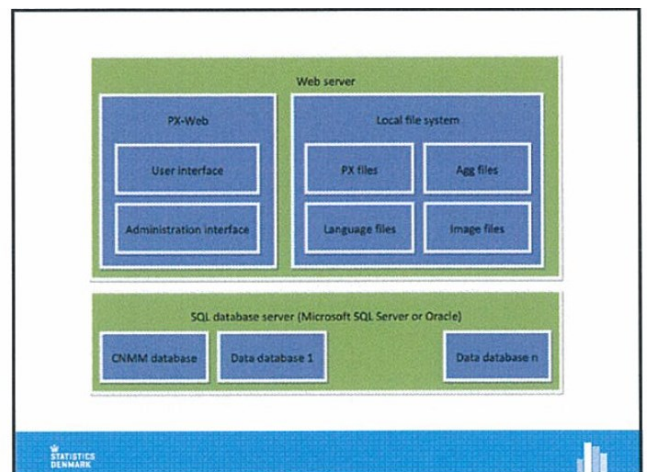 Web server
PX-Web
User interface
Administration interface
Local file system
PX files
Agg files
Language files
Image files
SQL database server (Microsoft SQL Server or Oracle)
CNMM database
Data database 1
Data database n
STATISTICS
DENMARK